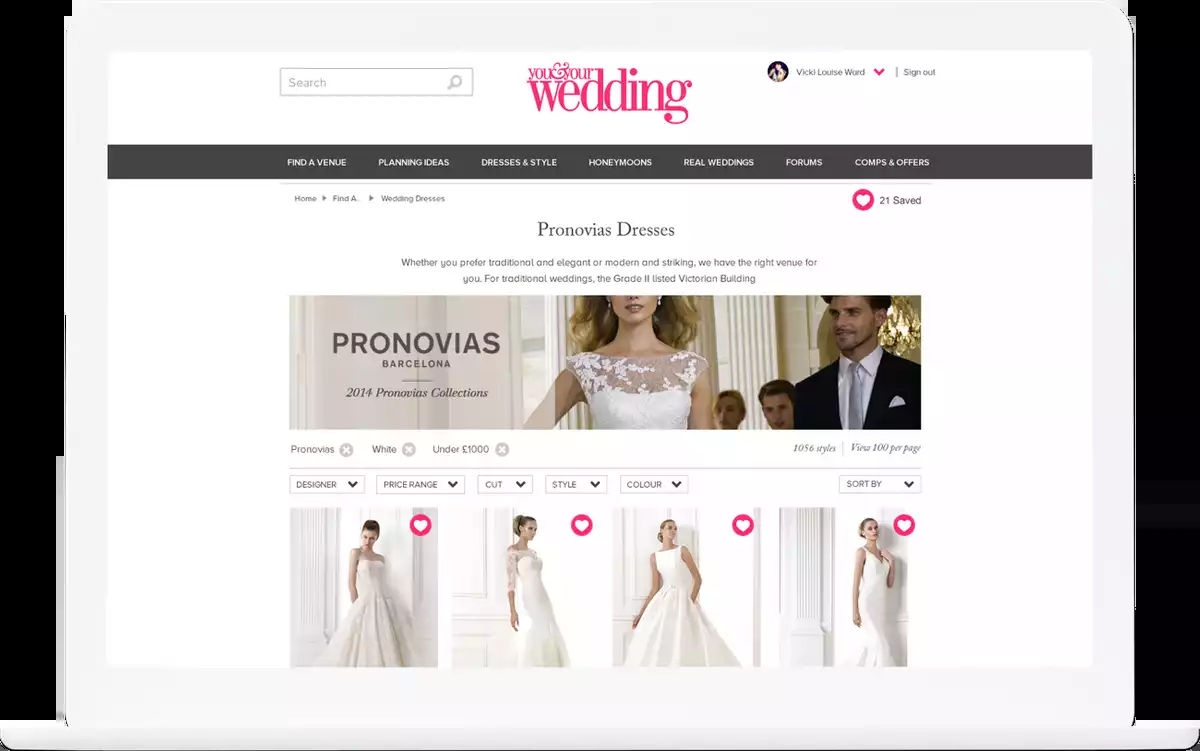 Search
you&your
wedding
Vicki Louise Ward | Sign out
FIND A VENUE PLANNING IDEAS DRESSES & STYLE HONEYMOONS REAL WEDDINGS FORUMS COMPS & OFFERS
Home Find A.. Wedding Dresses
21 Saved
Pronovias Dresses
Whether you prefer traditional and elegant or modern and striking, we have the right venue for
you. For traditional weddings, the Grade II listed Victorian Building
PRONOVIAS
BARCELONA
2014 Pronovias Collections
Pronovias White Under £1000 1056 styles View 100 per page
DESIGNER PRICE RANGE CUT STYLE COLOUR SORT BY